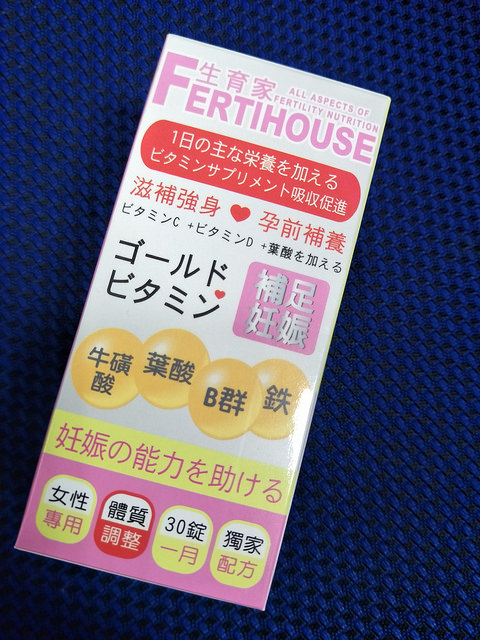 生育家
ALL ASPECTS OF
FERTILITY NUTRITION
FERTIHOUSE
1日の主な栄養を加える
ビタミンサプリメント吸収促進
滋補強身 ♥ 孕前補養
ビタミンC +ビタミンD +葉酸を加える
ゴールド
ビタミン
補足
妊娠
牛磺
酸
葉酸
B群
鉄
妊娠の能力を助ける
女性
專用
體質
調整
30錠
一月
獨家
配方